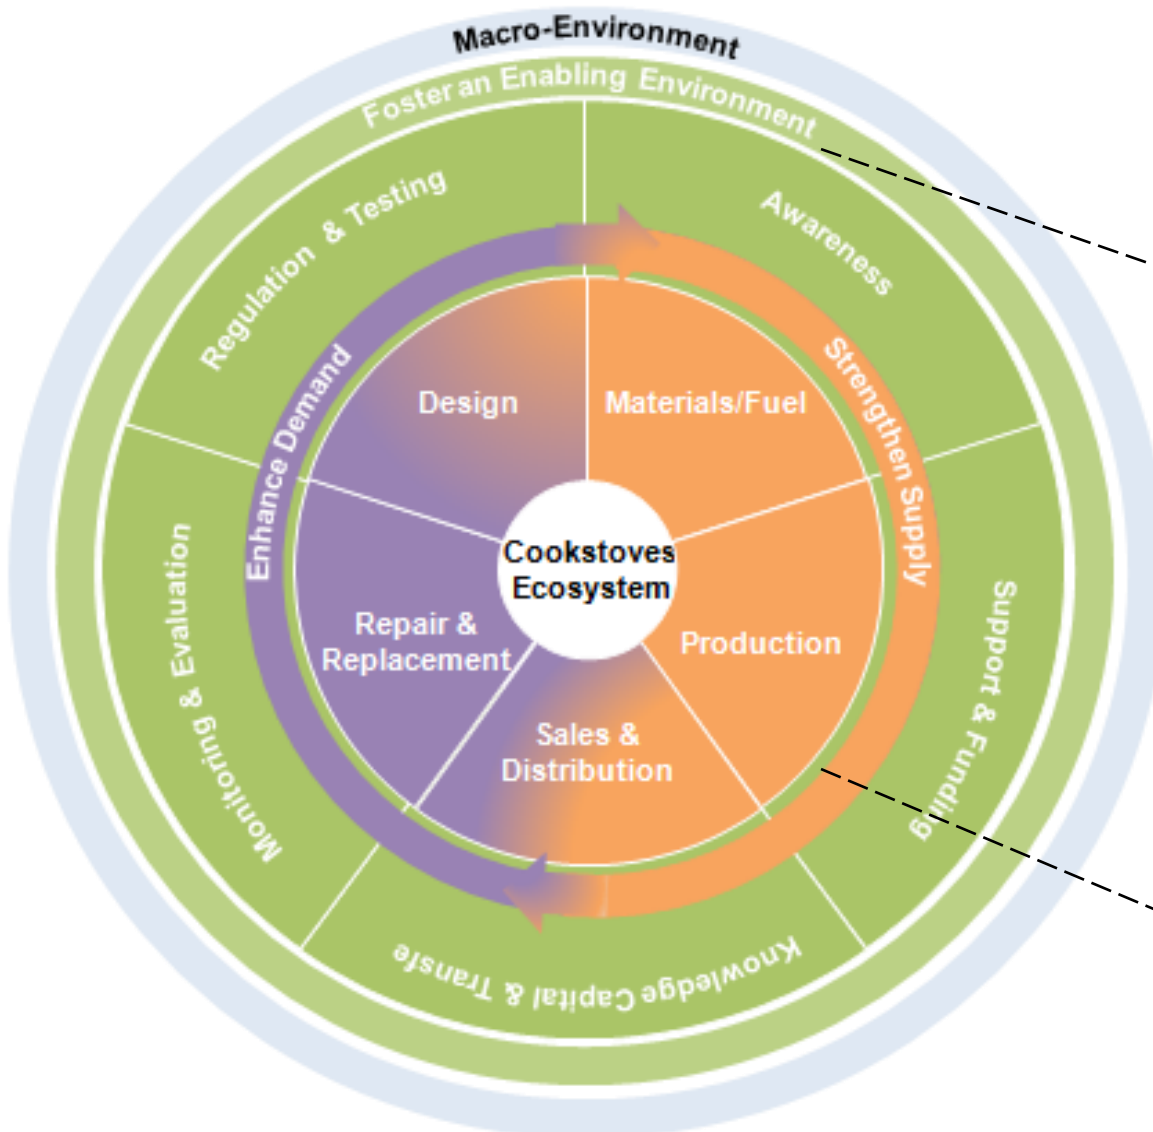 Macro-Environment
Foster an Enabling Environment
Regulation & Testing
Awareness
Enhance Demand
Strengthen Supply
Design
Materials/Fuel
Cookstoves
Ecosystem
Repair &
Replacement
Production
Sales &
Distribution
Monitoring & Evaluation
Support & Funding
Knowledge Capital & Transfe